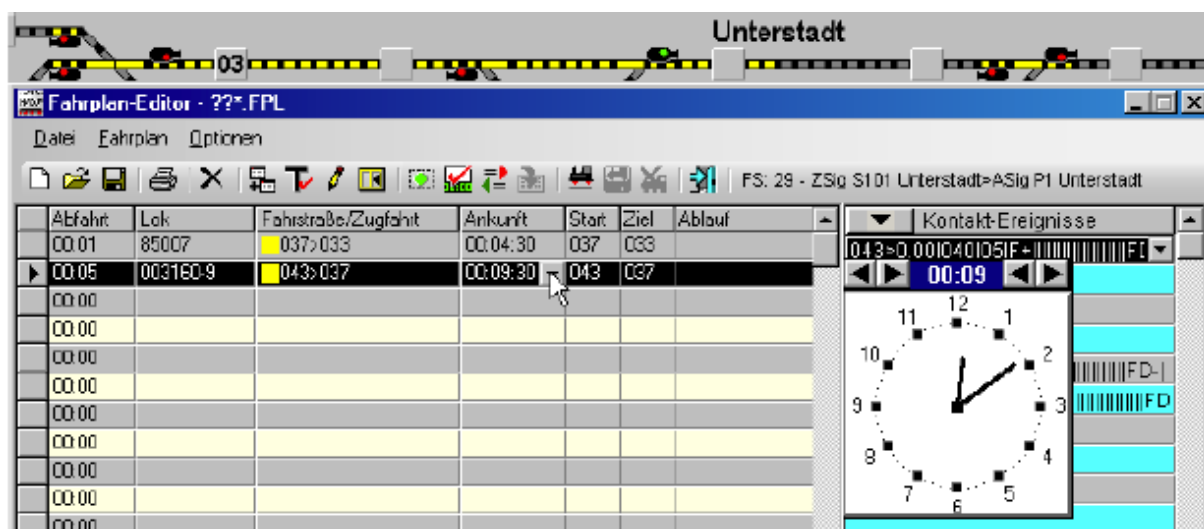 Unterstadt
03
Fahrplan-Editor - ??*.FPL
Datei Fahrplan Optionen
FS: 29 - ZSig S101 Unterstadt>ASig P1 Unterstadt
Abfahrt Lok Fahrstraße/Zugfahrt Ankunft Start Ziel Ablauf
00:01 85007 037>033 00:04:30 037 033
00:05 003160-9 043>037 00:09:30 043 037
00:00
00:00
00:00
00:00
00:00
00:00
00:00
00:00
00:00
Kontakt-Ereignisse
00:09
12
11 1
10 2
9 3
8 4
7 5
6
FD-|
FD